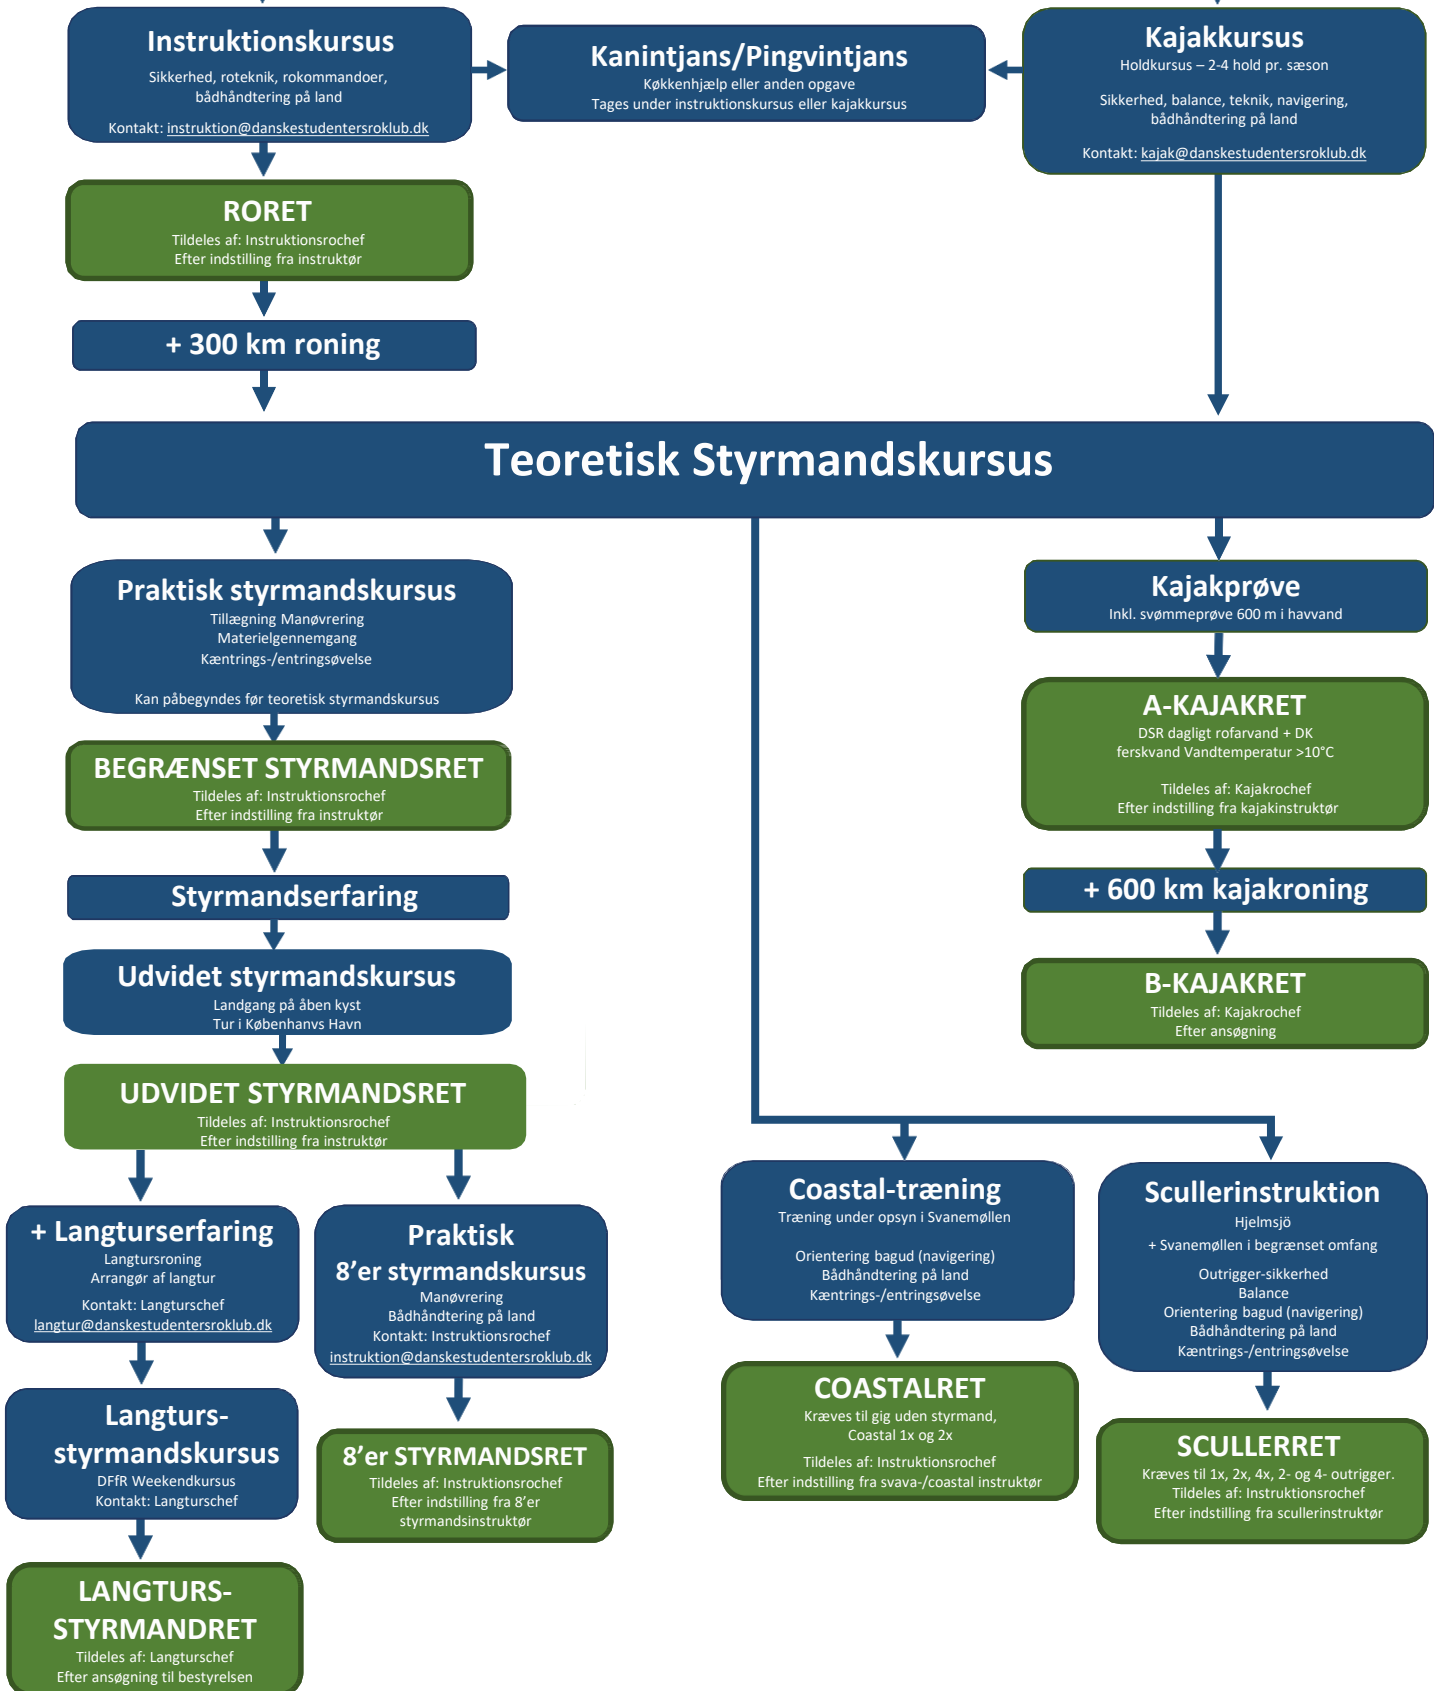 Instruktionskursus
Sikkerhed, roteknik, rokommandoer,
bådhåndtering på land
Kontakt: instruktion@danskestudentersroklub.dk
Kanintjans/Pingvintjans
Køkkenhjælp eller anden opgave
Tages under instruktionskursus eller kajakkursus
Kajakkursus
Holdkursus – 2-4 hold pr. sæson
Sikkerhed, balance, teknik, navigering,
bådhåndtering på land
Kontakt: kajak@danskestudentersroklub.dk
RORET
Tildeles af: Instruktionsrochef
Efter indstilling fra instruktør
+ 300 km roning
Teoretisk Styrmandskursus
Praktisk styrmandskursus
Tillægning Manøvrering
Materielgennemgang
Kæntrings-/entringsøvelse
Kan påbegyndes før teoretisk styrmandskursus
BEGRÆNSET STYRMANDSRET
Tildeles af: Instruktionsrochef
Efter indstilling fra instruktør
Styrmandserfaring
Udvidet styrmandskursus
Landgang på åben kyst
Tur i Københanvs Havn
UDVIDET STYRMANDSRET
Tildeles af: Instruktionsrochef
Efter indstilling fra instruktør
+ Langturserfaring
Langtursroning
Arrangør af langtur
Kontakt: Langturschef
langtur@danskestudentersroklub.dk
Langturs-
styrmandskursus
DFfR Weekendkursus
Kontakt: Langturschef
LANGTURS-
STYRMANDRET
Tildeles af: Langturschef
Efter ansøgning til bestyrelsen
Praktisk
8’er styrmandskursus
Manøvrering
Bådhåndtering på land
Kontakt: Instruktionsrochef
instruktion@danskestudentersroklub.dk
8’er STYRMANDSRET
Tildeles af: Instruktionsrochef
Efter indstilling fra 8’er
styrmandsinstruktør
Kajakprøve
Inkl. svømmeprøve 600 m i havvand
A-KAJAKRET
DSR dagligt rofarvand + DK
ferskvand Vandtemperatur >10°C
Tildeles af: Kajakrochef
Efter indstilling fra kajakinstruktør
+ 600 km kajakroning
B-KAJAKRET
Tildeles af: Kajakrochef
Efter ansøgning
Coastal-træning
Træning under opsyn i Svanemøllen
Orientering bagud (navigering)
Bådhåndtering på land
Kæntrings-/entringsøvelse
COASTALRET
Kræves til gig uden styrmand,
Coastal 1x og 2x
Tildeles af: Instruktionsrochef
Efter indstilling fra svava-/coastal instruktør
Scullerinstruktion
Hjelmsjö
+ Svanemøllen i begrænset omfang
Outrigger-sikkerhed
Balance
Orientering bagud (navigering)
Bådhåndtering på land
Kæntrings-/entringsøvelse
SCULLERRET
Kræves til 1x, 2x, 4x, 2- og 4- outrigger.
Tildeles af: Instruktionsrochef
Efter indstilling fra scullerinstruktør